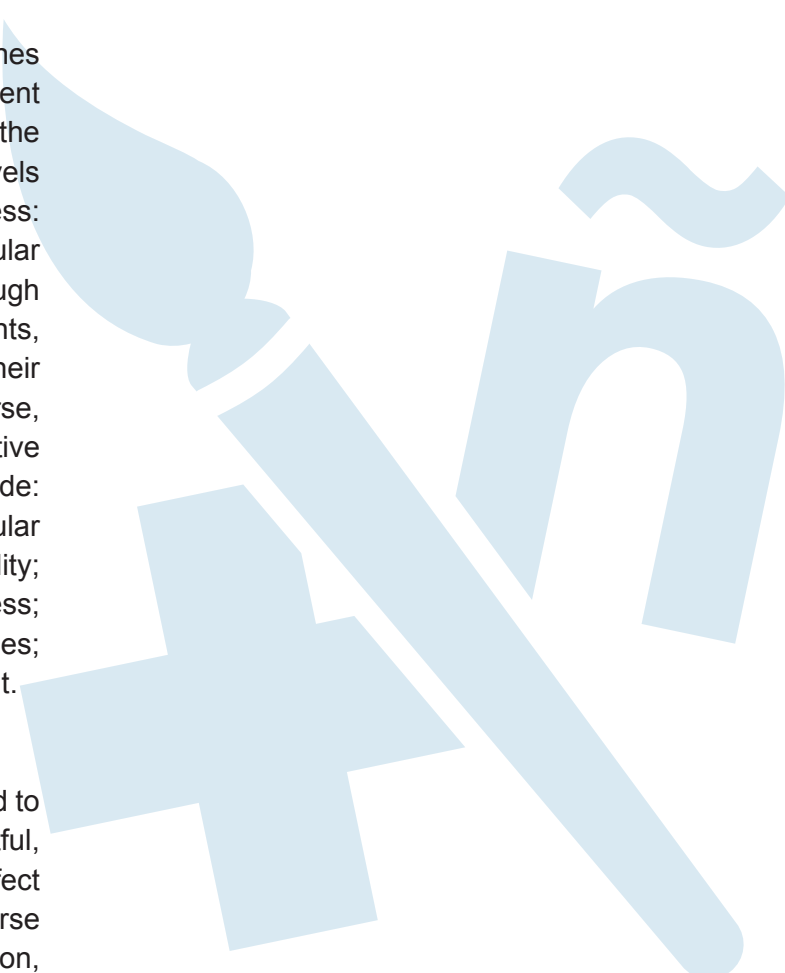 nes
ent
the
vels
ess:
ular
ugh
nts,
heir
rse,
tive
de:
ular
lity;
ess;
es;
t.
d to
ful,
fect
rse
on,
ñ